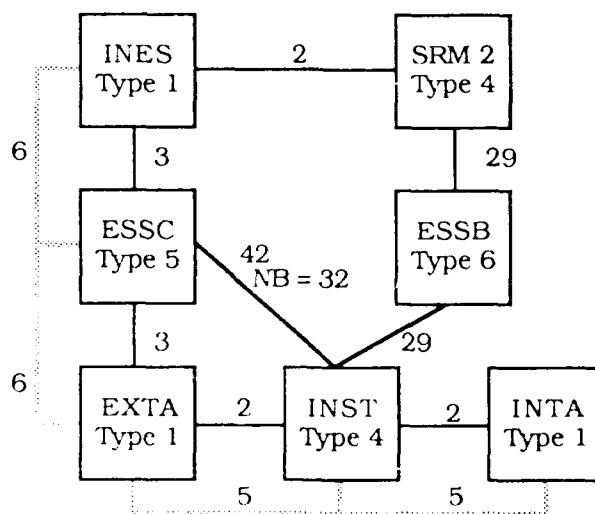 INES
Type 1
2
SRM 2
Type 4
6
3
29
ESSC
Type 5
42
NB = 32
ESSB
Type 6
6
3
29
EXTA
Type 1
2
INST
Type 4
2
INTA
Type 1
5
5